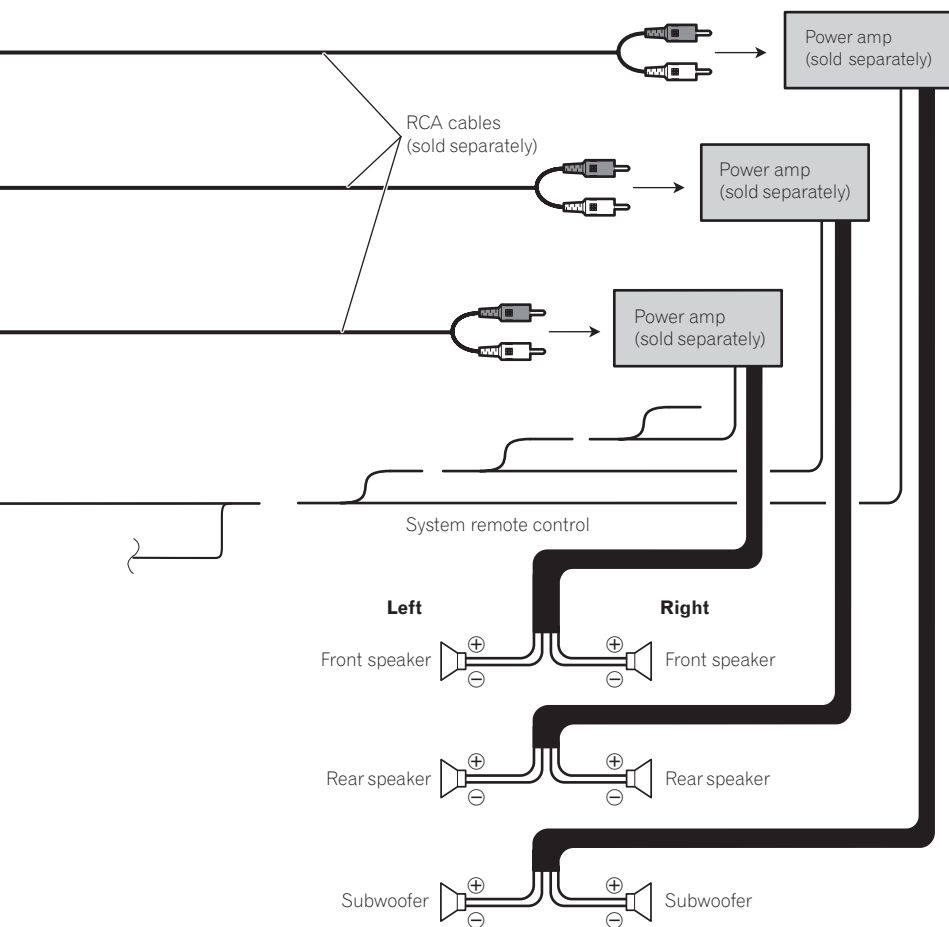 Power amp
(sold separately)
RCA cables
(sold separately)
Power amp
(sold separately)
Power amp
(sold separately)
System remote control
Left
Right
⊕
⊕
Front speaker
Front speaker
⊖
⊖
⊕
⊕
Rear speaker
Rear speaker
⊖
⊖
⊕
⊕
Subwoofer
Subwoofer
⊖
⊖